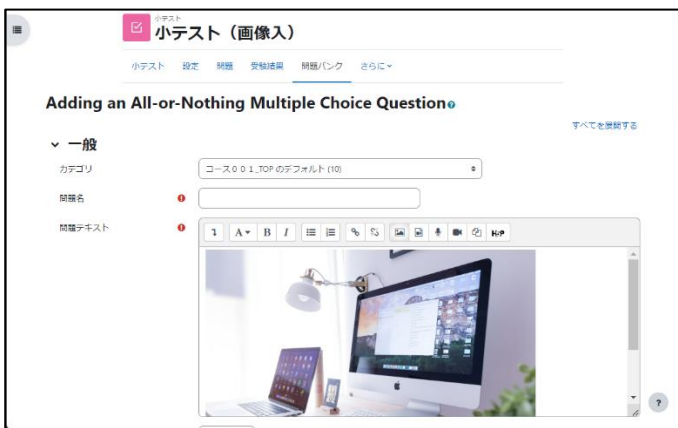 小テスト
小テスト（画像入）
小テスト 設定 問題 受験結果 問題バンク さらに
Adding an All-or-Nothing Multiple Choice Question
すべてを展開する
一般
カテゴリ コース００１_TOP のデフォルト (10)
問題名
問題テキスト
A B I H5P